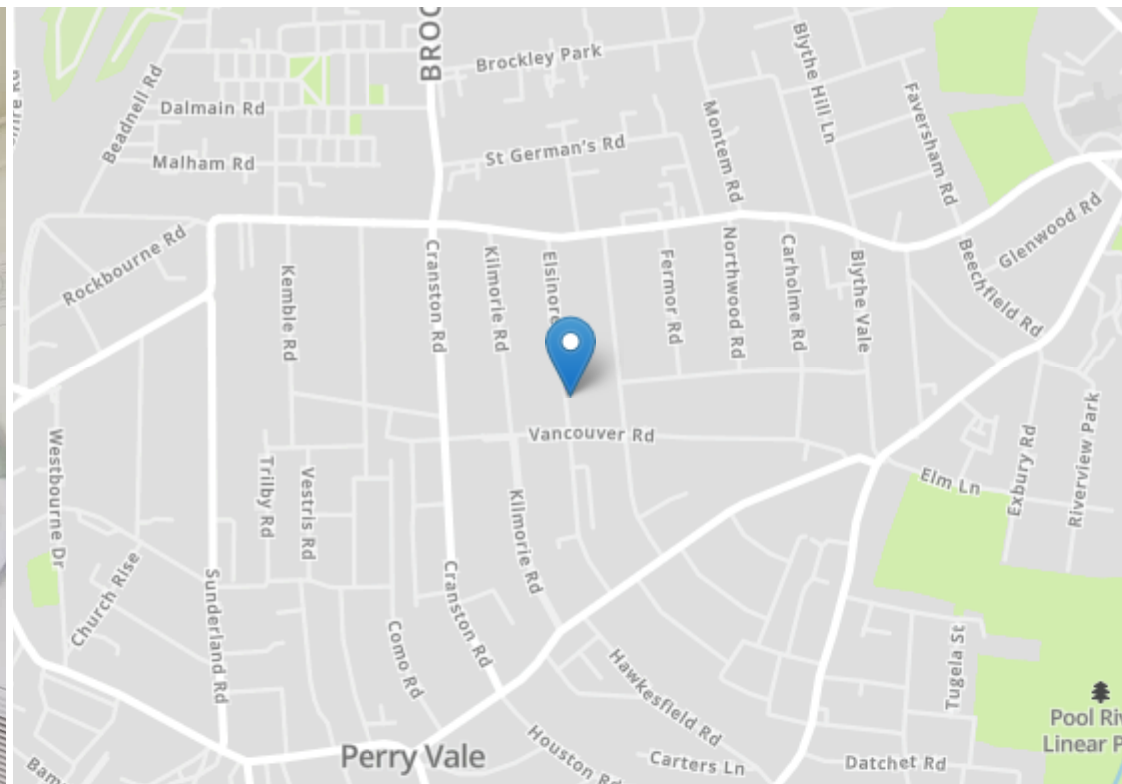 BROC
Brockley Park
Blythe Hill Ln
Beadnell Rd
Dalmain Rd
Montem Rd
Faversham Rd
Malham Rd
St German's Rd
Glenwood Rd
Rockbourne Rd
Kemble Rd
Cranston Rd
Kilmorie Rd
Elsinore
Fermor Rd
Northwood Rd
Carholme Rd
Blythe Vale
Beechfield Rd
Vancouver Rd
Westbourne Dr
Trilby Rd
Vestris Rd
Kilmorie Rd
Elm Ln
Exbury Rd
Riverview Park
Church Rise
Sunderland Rd
Cranston Rd
Como Rd
Hawkesfield Rd
Tugela St
Pool Riv
Linear P
Perry Vale
Houston Rd
Carters Ln
Datchet Rd
Bam